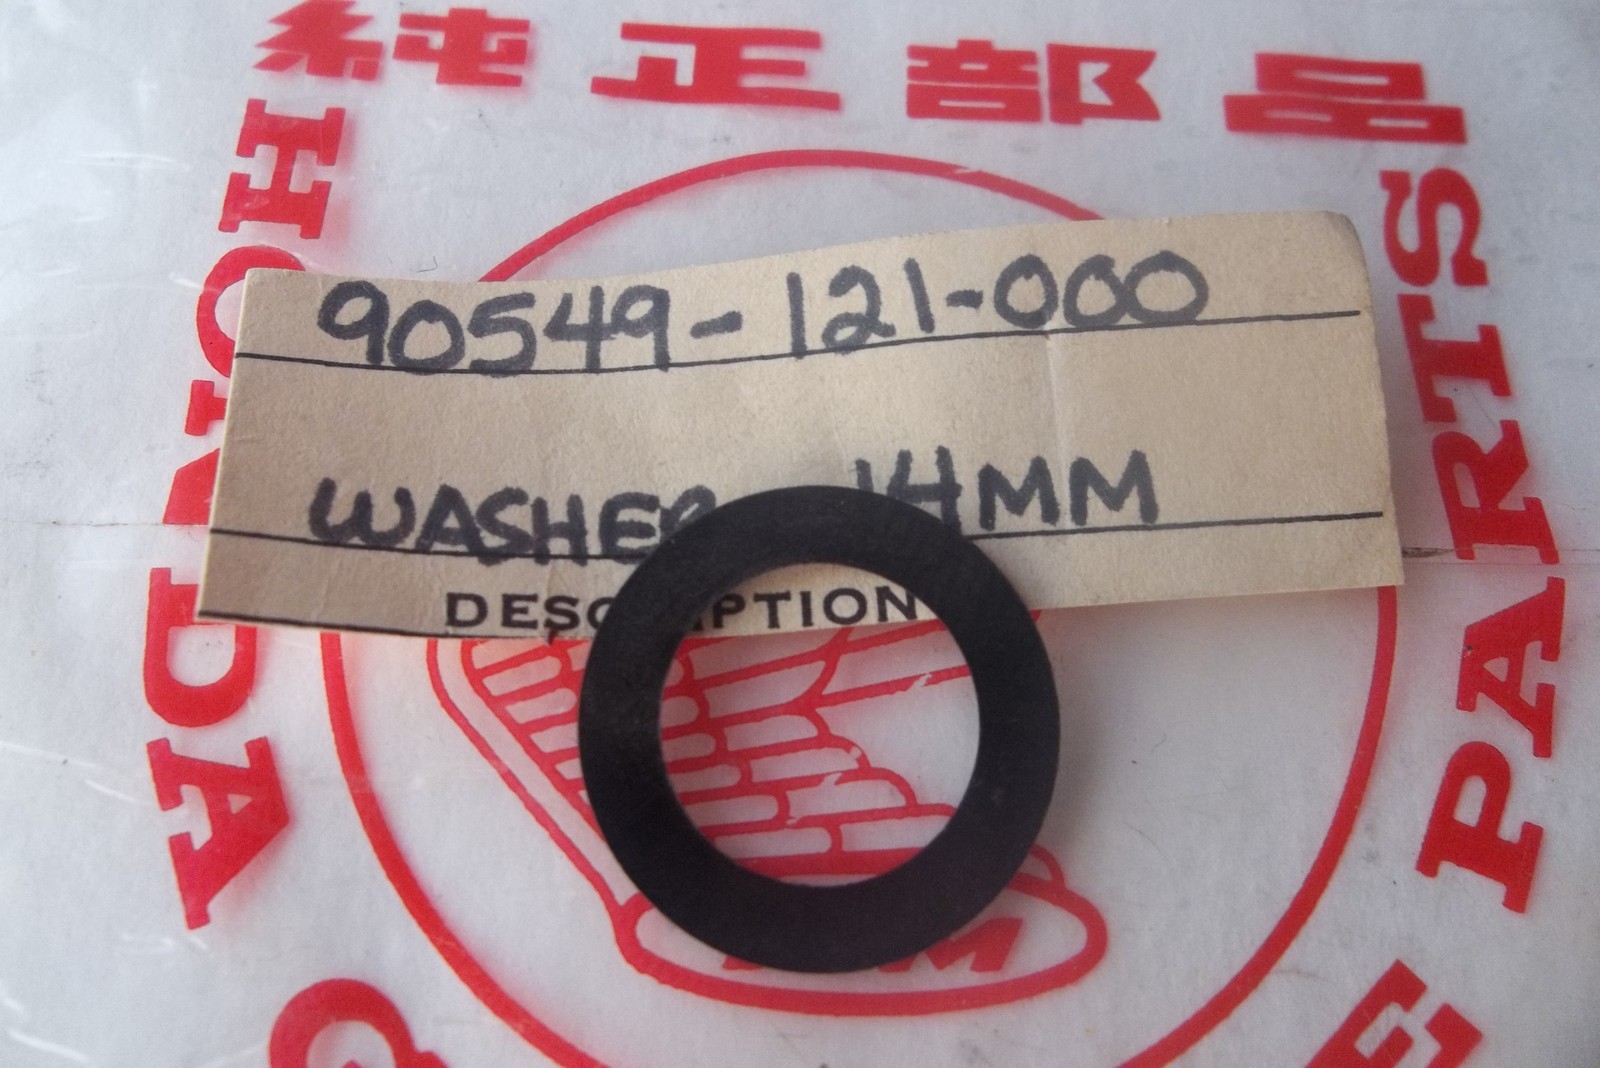 純正部品
HONDA
PARTS
90549-121-000
WASHER 14MM
DESCRIPTION